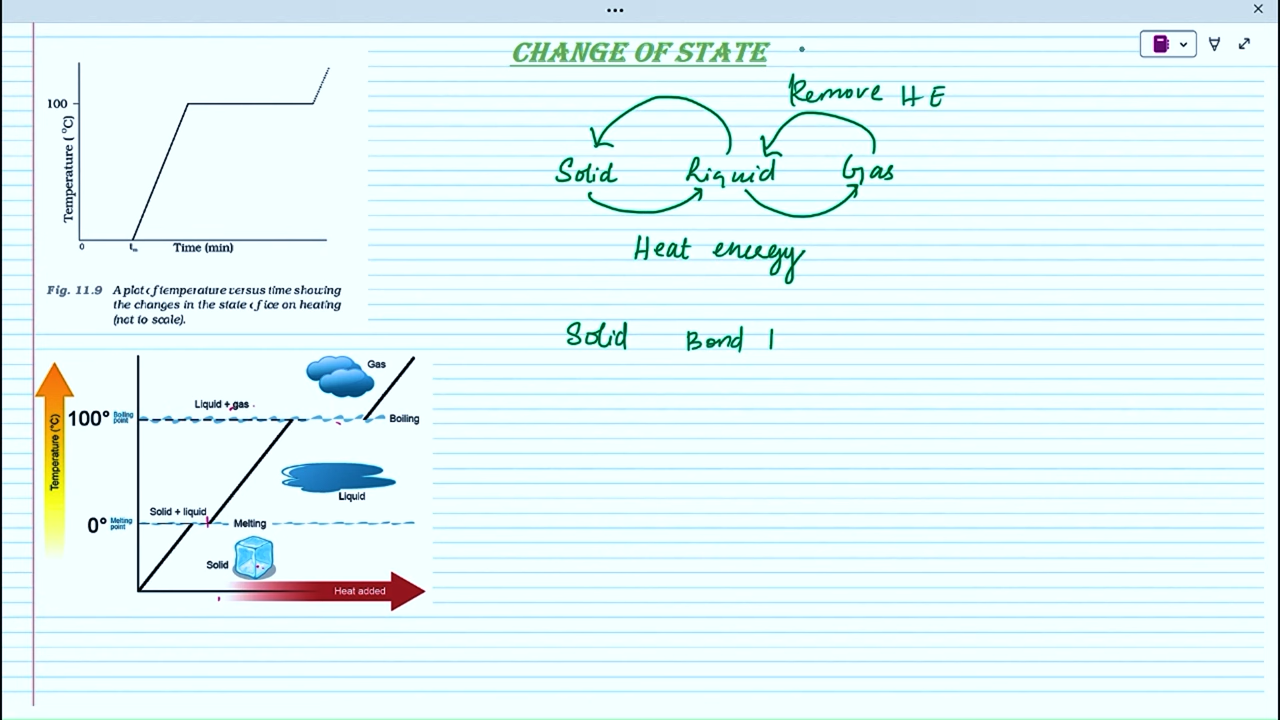 CHANGE OF STATE
100
Temperature (°C)
0
tm
Time (min)
Fig. 11.9 A plot of temperature versus time showing
the changes in the state of ice on heating
(not to scale).
Remove H E
Solid Liquid Gas
Heat energy
Solid Bond
Gas
Liquid + gas
100° Boiling point
Boiling
Temperature (°C)
Liquid
Solid + liquid
0° Melting point
Melting
Solid
Heat added